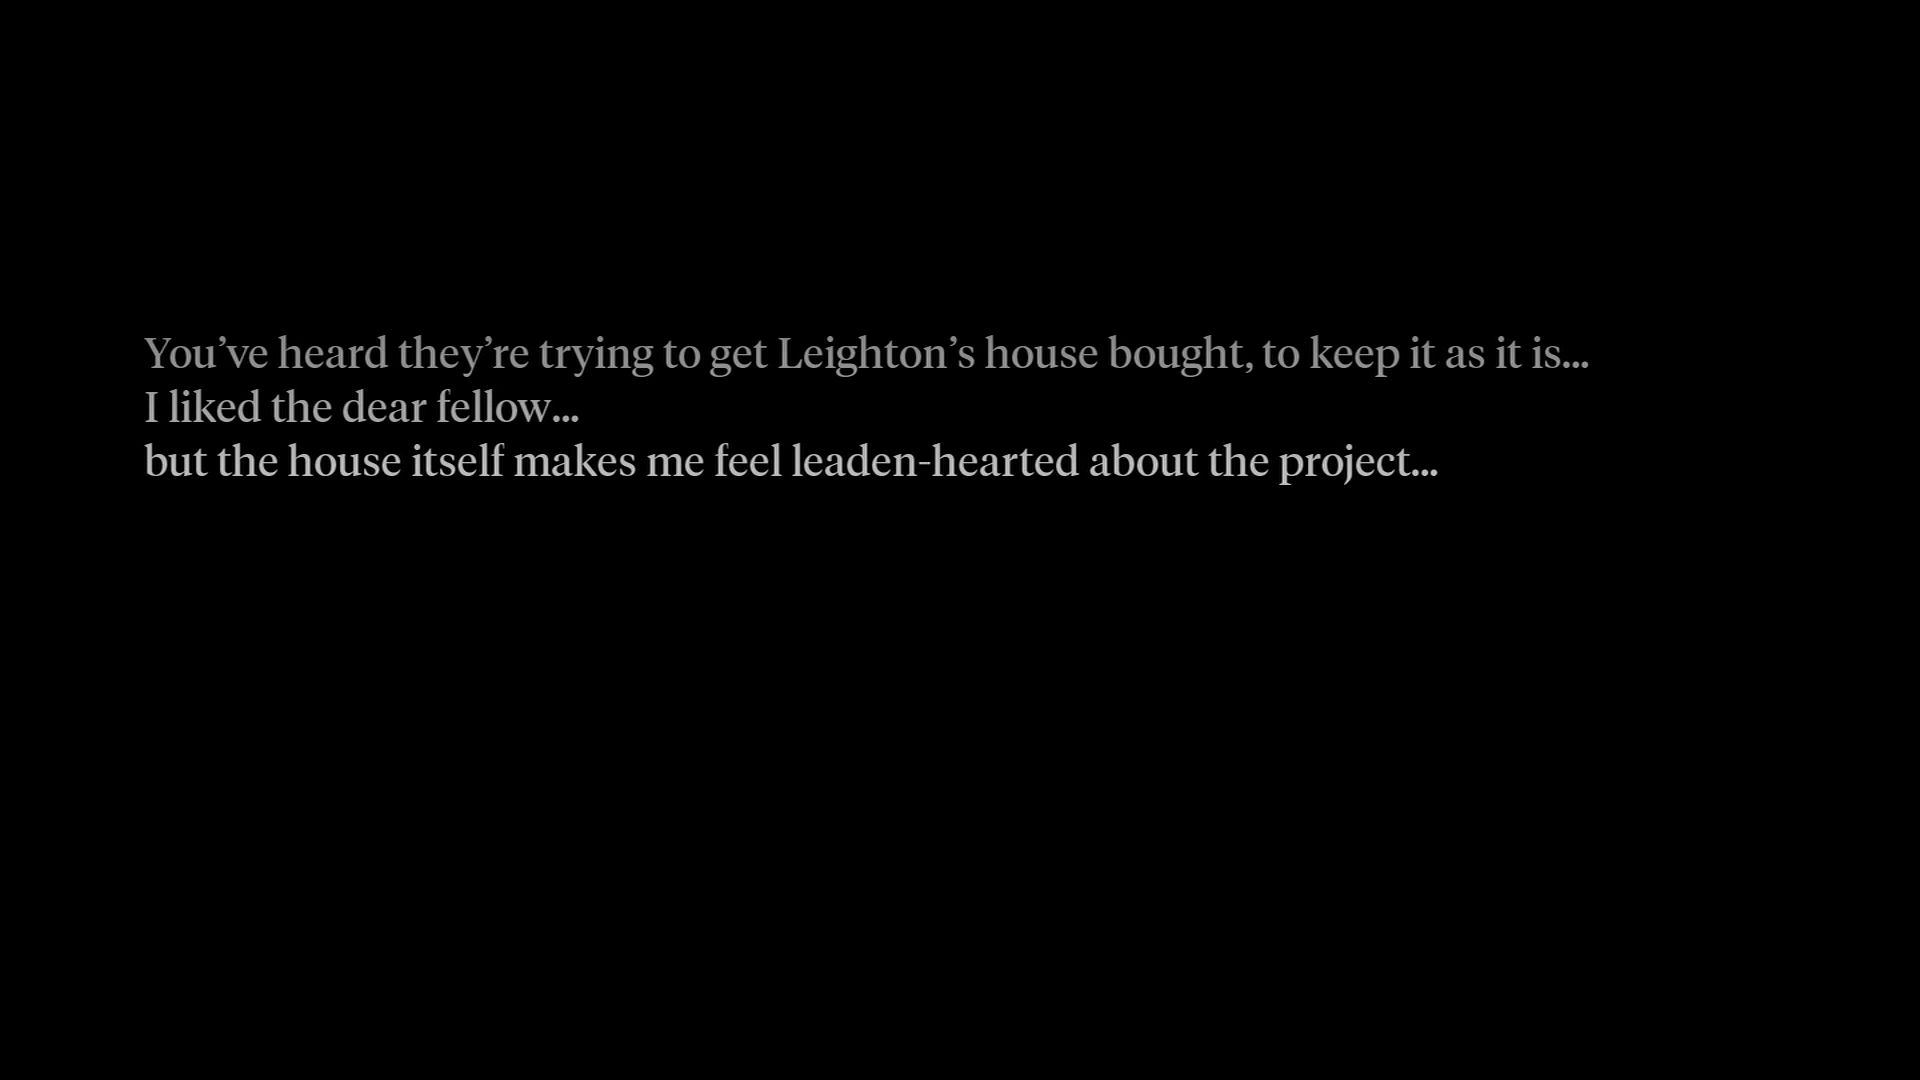 You’ve heard they’re trying to get Leighton’s house bought, to keep it as it is...
I liked the dear fellow...
but the house itself makes me feel leaden-hearted about the project...